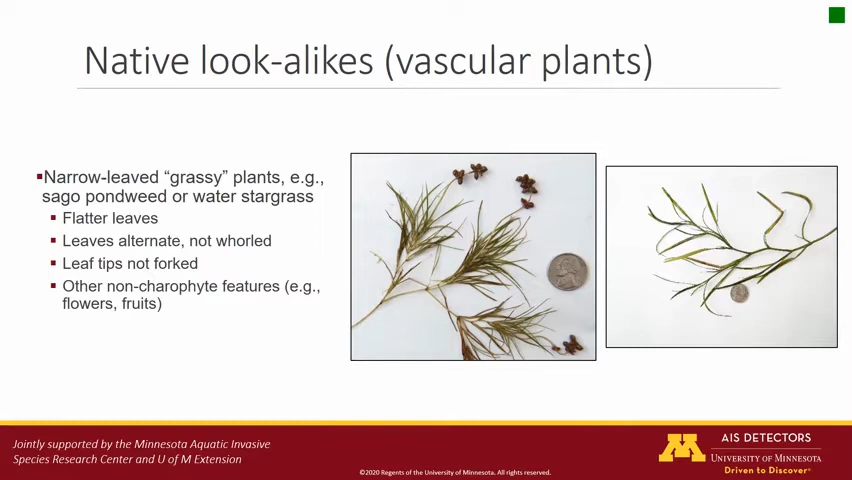 Native look-alikes (vascular plants)
Narrow-leaved “grassy” plants, e.g.,
sago pondweed or water stargrass
Flatter leaves
Leaves alternate, not whorled
Leaf tips not forked
Other non-charophyte features (e.g.,
flowers, fruits)
Jointly supported by the Minnesota Aquatic Invasive
Species Research Center and U of M Extension
©2020 Regents of the University of Minnesota. All rights reserved.
M
AIS DETECTORS
UNIVERSITY OF MINNESOTA
Driven to Discover®